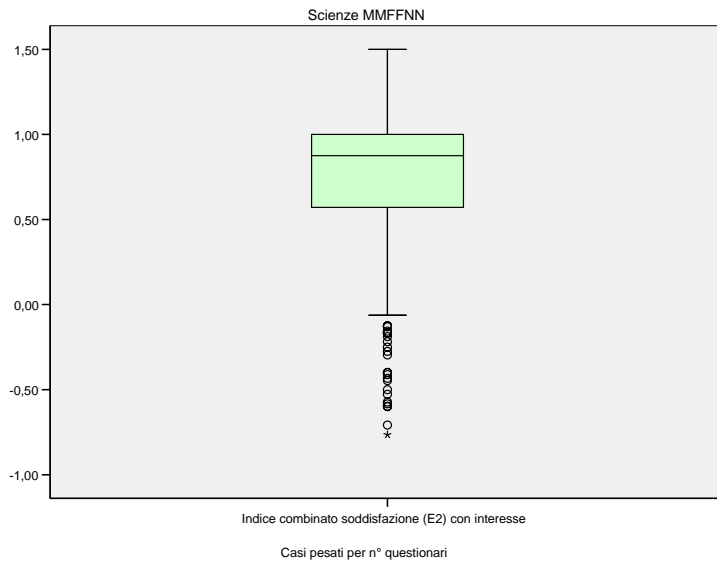 Scienze MMFFNN
1,50
1,00
0,50
0,00
-0,50
-1,00
Indice combinato soddisfazione (E2) con interesse
Casi pesati per n° questionari